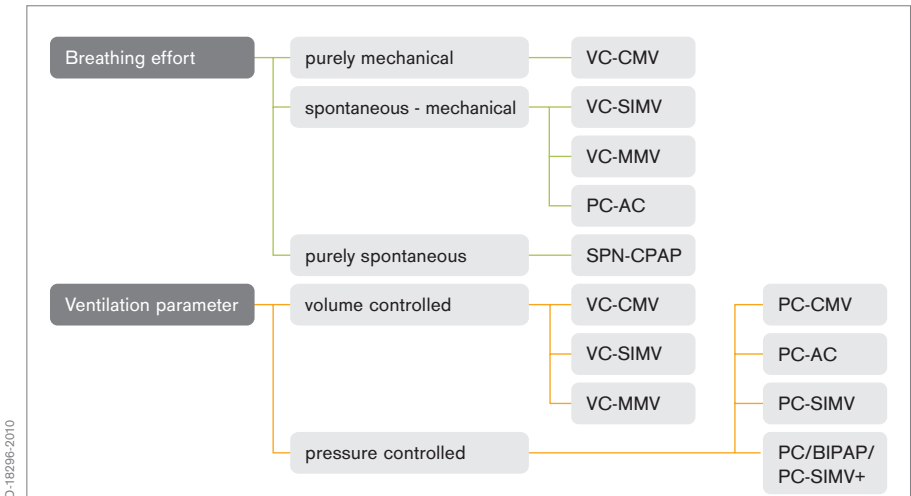 Breathing effort
purely mechanical
VC-CMV
spontaneous - mechanical
VC-SIMV
VC-MMV
PC-AC
purely spontaneous
SPN-CPAP
Ventilation parameter
volume controlled
VC-CMV
PC-CMV
VC-SIMV
PC-AC
VC-MMV
PC-SIMV
pressure controlled
PC/BIPAP/
PC-SIMV+
D-18296-2010